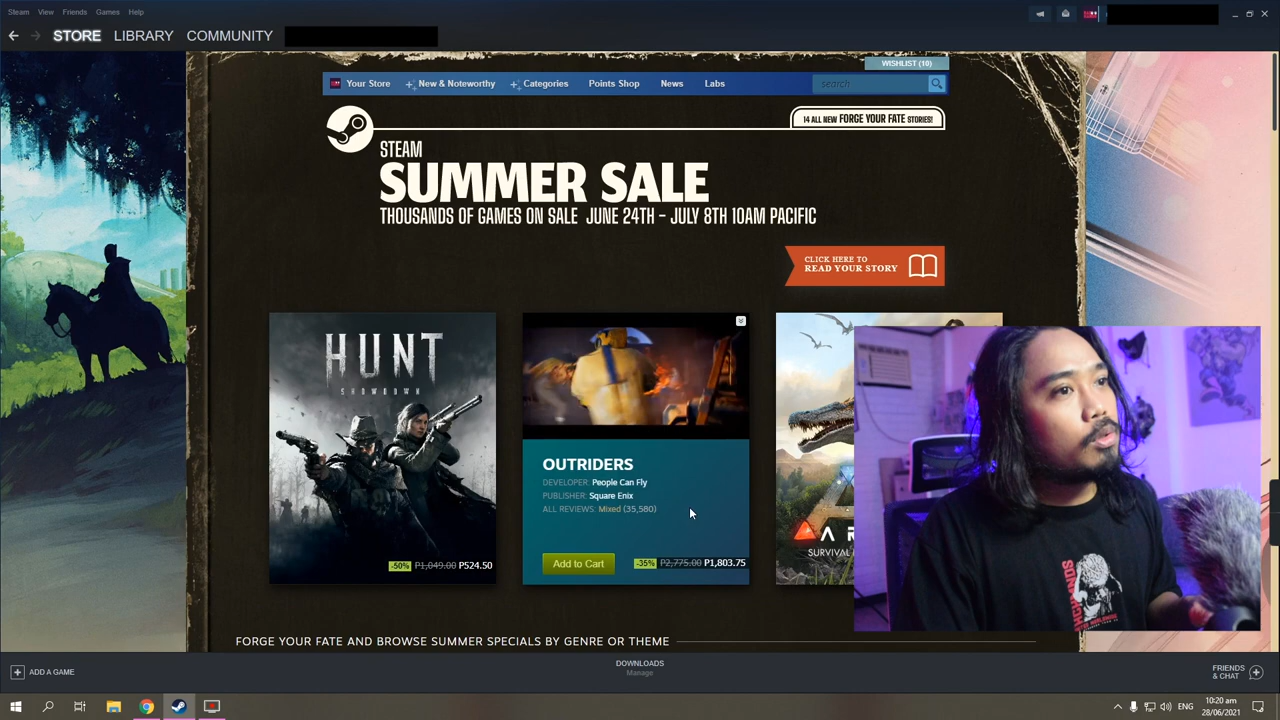 Steam View Friends Games Help
STORE LIBRARY COMMUNITY
WISHLIST (10)
Your Store New & Noteworthy Categories Points Shop News Labs search
14 ALL NEW FORGE YOUR FATE STORIES!
STEAM
SUMMER SALE
THOUSANDS OF GAMES ON SALE JUNE 24TH - JULY 8TH 10AM PACIFIC
CLICK HERE TO
READ YOUR STORY
HUNT
SHOWDOWN
-50% P1,049.00 P524.50
OUTRIDERS
DEVELOPER: People Can Fly
PUBLISHER: Square Enix
ALL REVIEWS: Mixed (35,580)
Add to Cart -35% P2,775.00 P1,803.75
SURVIVAL
FORGE YOUR FATE AND BROWSE SUMMER SPECIALS BY GENRE OR THEME
ADD A GAME
DOWNLOADS
Manage
FRIENDS
& CHAT
ENG
10:20 am
28/06/2021